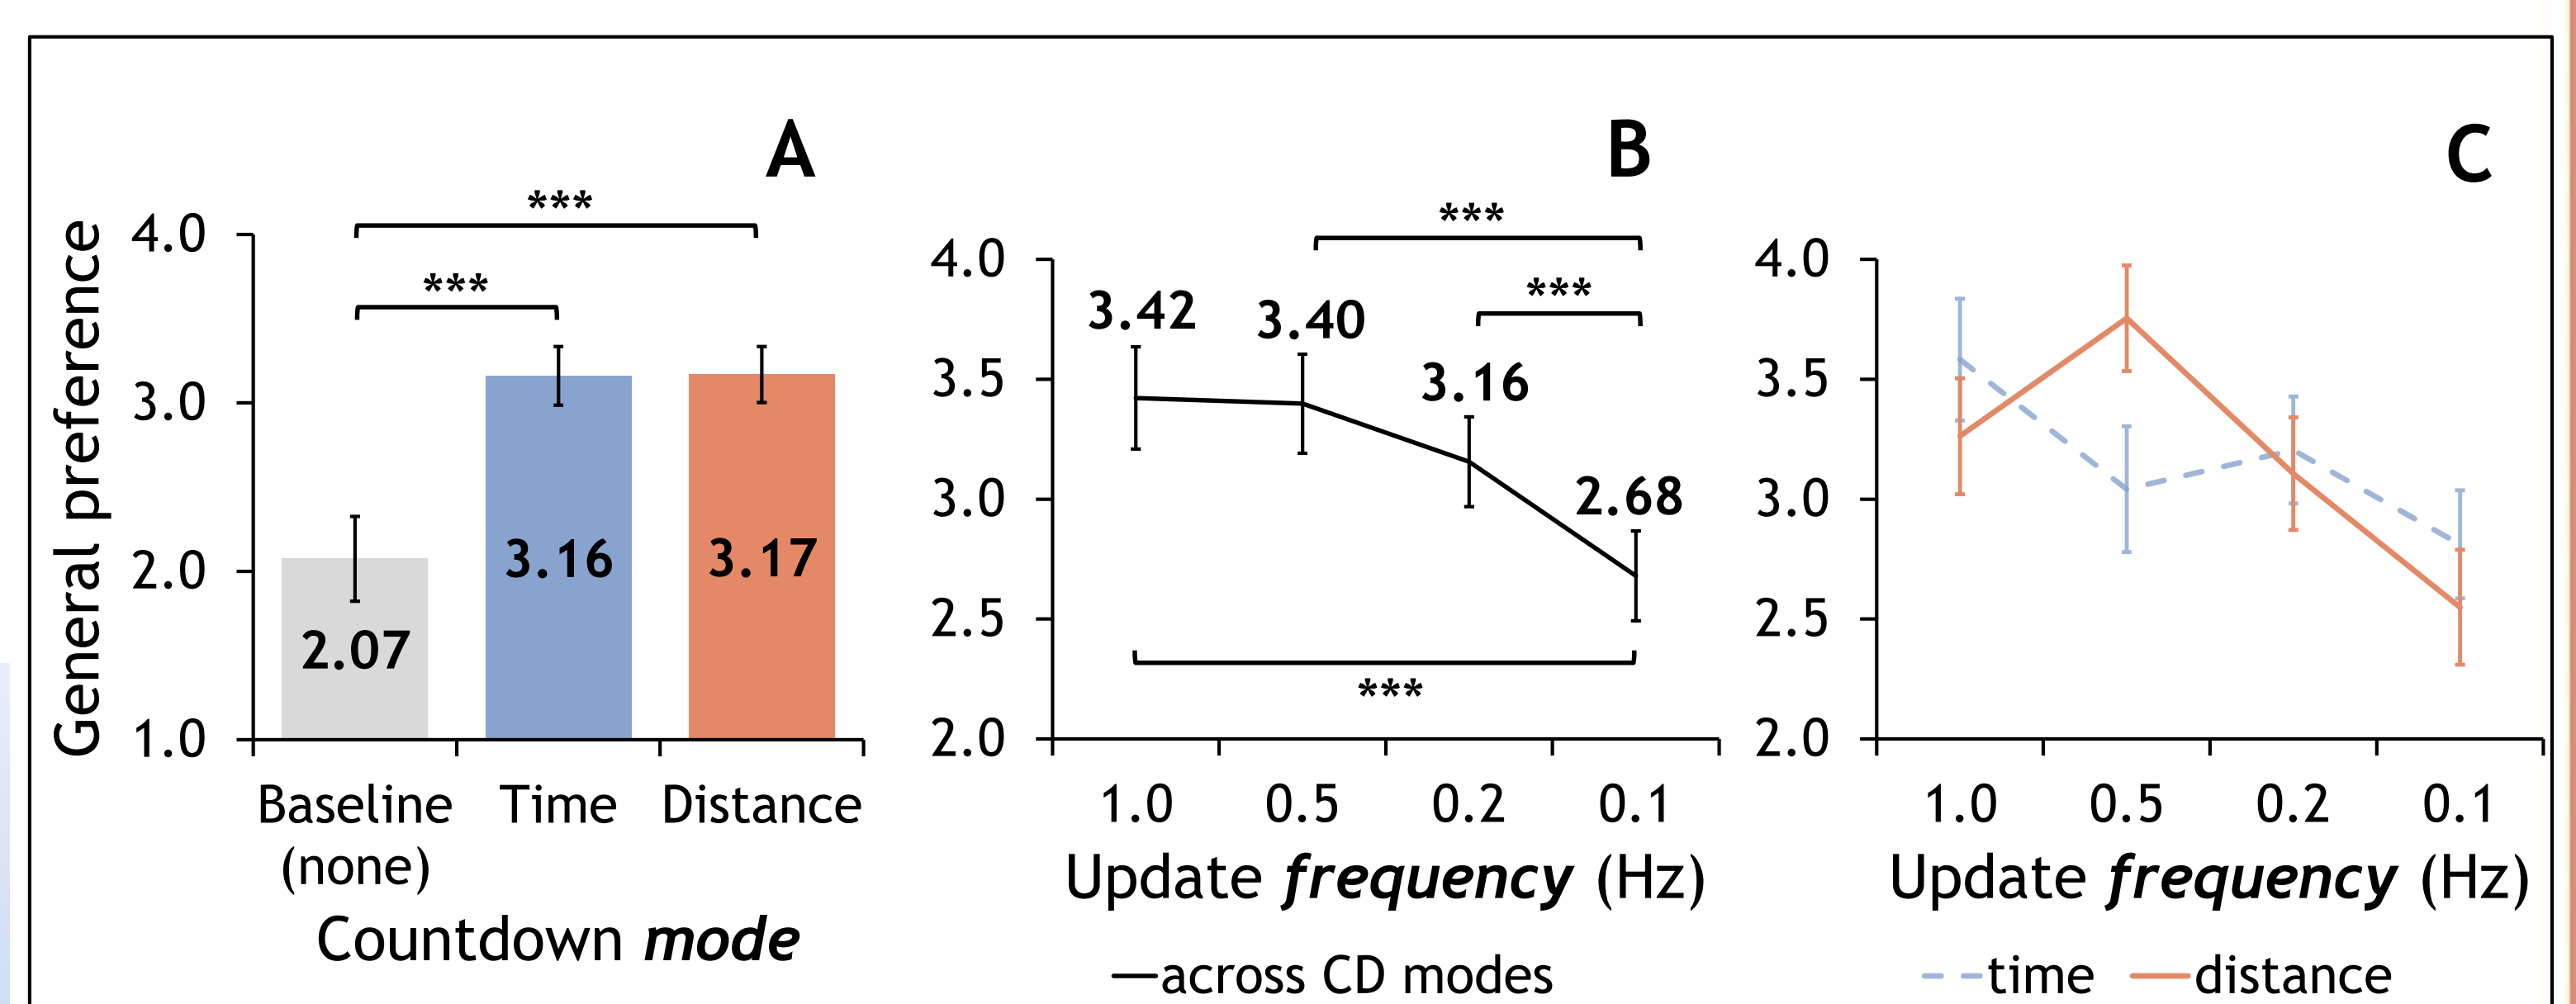 A
General preference
4.0
3.0
2.0
1.0
***
***
2.07
3.16
3.17
Baseline
(none)
Time
Distance
Countdown mode
B
4.0
3.5
3.0
2.5
2.0
***
***
3.42
3.40
3.16
2.68
***
1.0 0.5 0.2 0.1
Update frequency (Hz)
across CD modes
C
4.0
3.5
3.0
2.5
2.0
1.0 0.5 0.2 0.1
Update frequency (Hz)
time distance